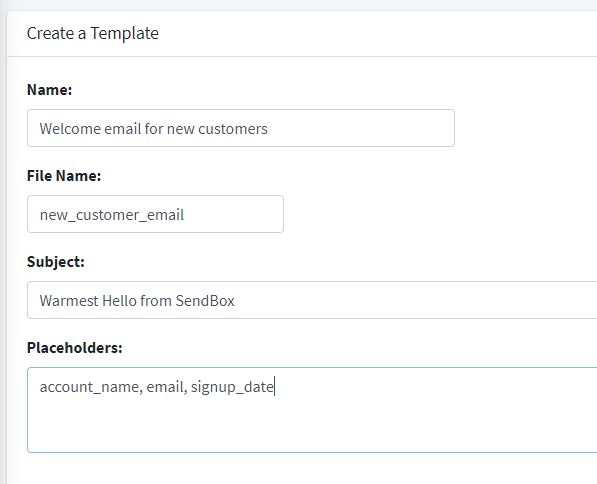 Create a Template
Name:
Welcome email for new customers
File Name:
new_customer_email
Subject:
Warmest Hello from SendBox
Placeholders:
account_name, email, signup_date